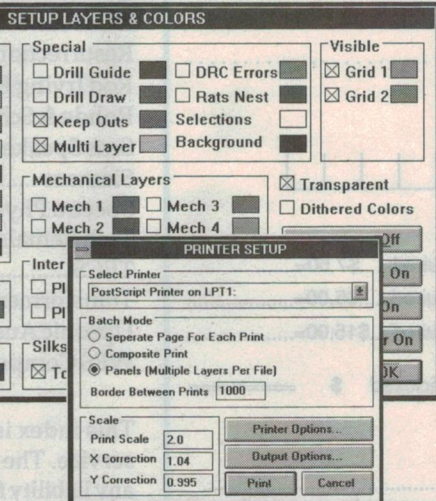 SETUP LAYERS & COLORS
Special
Drill Guide
DRC Errors
Drill Draw
Rats Nest
Keep Outs
Selections
Multi Layer
Background
Visible
Grid 1
Grid 2
Mechanical Layers
Mech 1
Mech 3
Mech 2
Mech 4
Transparent
Dithered Colors
Off
On
On
On
PRINTER SETUP
Select Printer
PostScript Printer on LPT1:
Batch Mode
Seperate Page For Each Print
Composite Print
Panels (Multiple Layers Per File)
Border Between Prints 1000
Scale
Print Scale 2.0
X Correction 1.04
Y Correction 0.995
Printer Options...
Output Options...
Print
Cancel